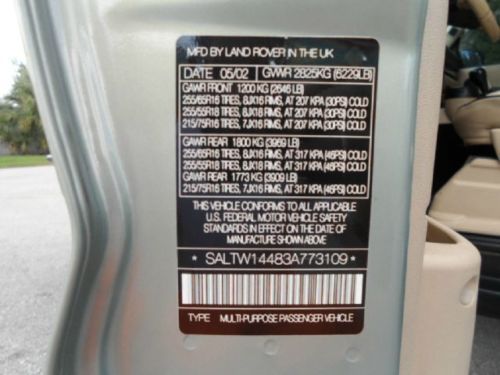 MFD BY LAND ROVER IN THE UK
DATE 05/02 GVWR 2825KG (6229LB)
GAWR FRONT 1200 KG (2646 LB)
255/65R16 TIRES, 8JX16 RIMS, AT 207 KPA (30PSI) COLD
255/55R18 TIRES, 8JX18 RIMS, AT 207 KPA (30PSI) COLD
215/75R16 TIRES, 7JX16 RIMS, AT 207 KPA (30PSI) COLD
GAWR REAR 1800 KG (3969 LB)
255/65R16 TIRES, 8JX16 RIMS, AT 317 KPA (46PSI) COLD
255/55R18 TIRES, 8JX18 RIMS, AT 317 KPA (46PSI) COLD
GAWR REAR 1773 KG (3909 LB)
215/75R16 TIRES, 7JX16 RIMS, AT 317 KPA (46PSI) COLD
THIS VEHICLE CONFORMS TO ALL APPLICABLE
U.S. FEDERAL MOTOR VEHICLE SAFETY
STANDARDS IN EFFECT ON THE DATE OF
MANUFACTURE SHOWN ABOVE
* SALTW14483A773109 *
TYPE MULTI-PURPOSE PASSENGER VEHICLE